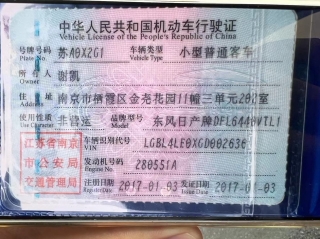 中华人民共和国机动车行驶证
Vehicle License of the People's Republic of China
号牌号码 苏A0X2G1 车辆类型 小型普通客车
Plate No. Vehicle Type
所有人 谢凯
Owner
住址 南京市栖霞区金尧花园11幢三单元202室
Address
使用性质 非营运 品牌型号 东风日产牌DFL6440VTL1
Use Character Model
江苏省南京 车辆识别代号 LGBL4LE0XGD002636
VIN
市公安局 发动机号码 280551A
Engine No.
交通管理局 注册日期 2017-01-03 发证日期 2017-01-03
Register Date Issue Date